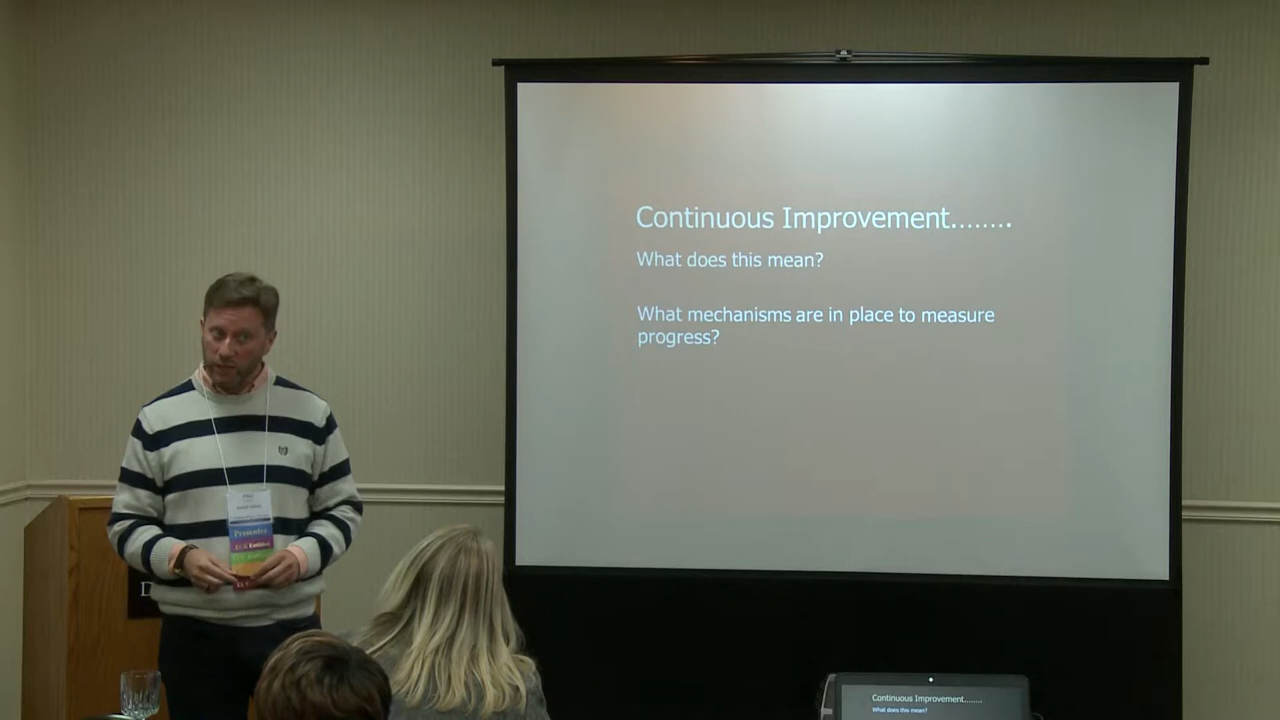 Continuous Improvement........
What does this mean?
What mechanisms are in place to measure
progress?
Presenter
D
Continuous Improvement........
What does this mean?